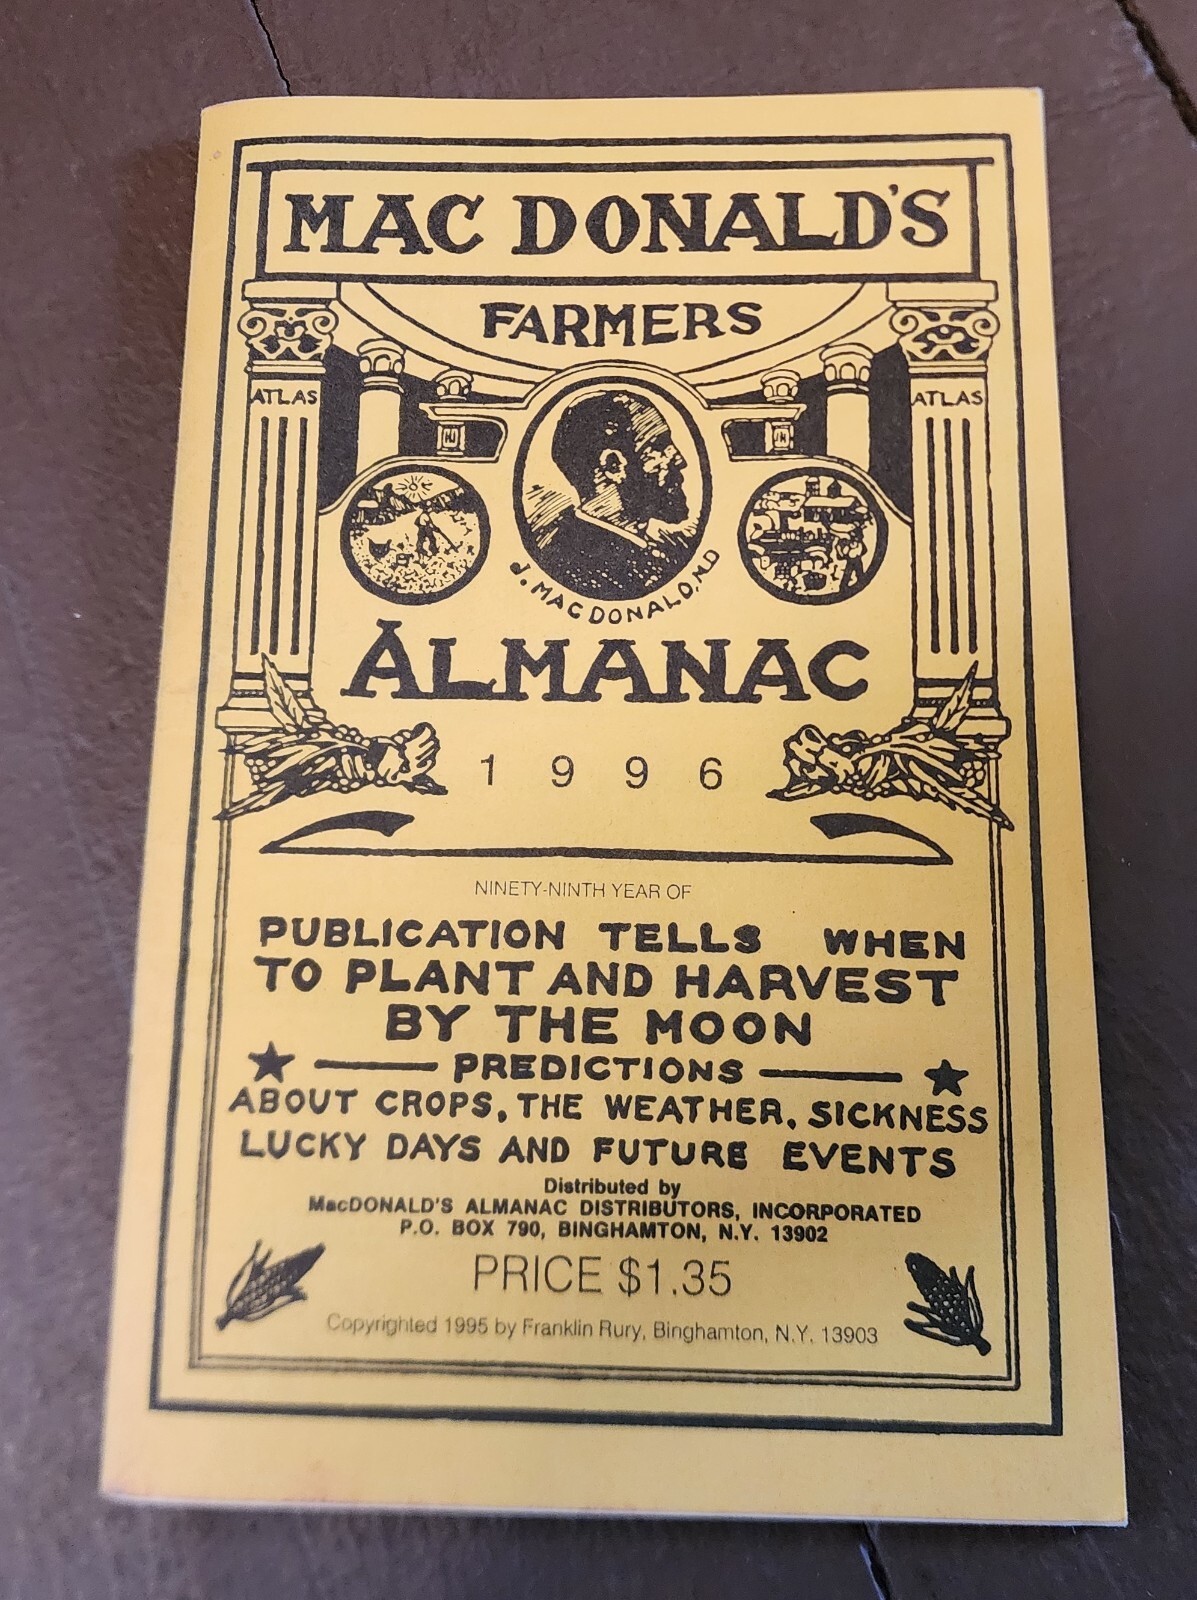 MAC DONALD'S
FARMERS
ATLAS
ATLAS
J. MAC DONALD, M.D
ALMANAC
1996
NINETY-NINTH YEAR OF
PUBLICATION TELLS WHEN
TO PLANT AND HARVEST
BY THE MOON
PREDICTIONS
ABOUT CROPS, THE WEATHER, SICKNESS
LUCKY DAYS AND FUTURE EVENTS
Distributed by
MacDONALD'S ALMANAC DISTRIBUTORS, INCORPORATED
P.O. BOX 790, BINGHAMTON, N.Y. 13902
PRICE $1.35
Copyrighted 1995 by Franklin Rury, Binghamton, N.Y. 13903